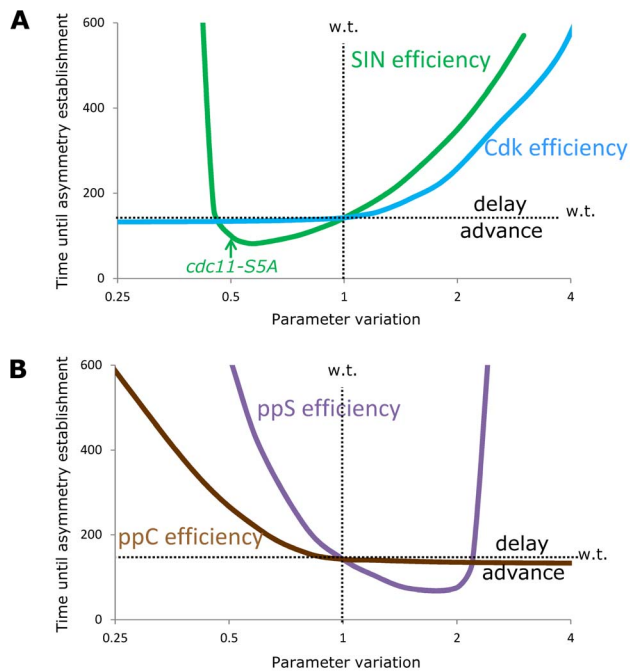 A
Time until asymmetry establishment
600
400
200
0
w.t.
SIN efficiency
Cdk efficiency
delay
w.t.
advance
cdc11-S5A
0.25
0.5
1
2
4
Parameter variation
B
Time until asymmetry establishment
600
400
200
0
w.t.
ppS efficiency
ppC efficiency
delay
w.t.
advance
0.25
0.5
1
2
4
Parameter variation